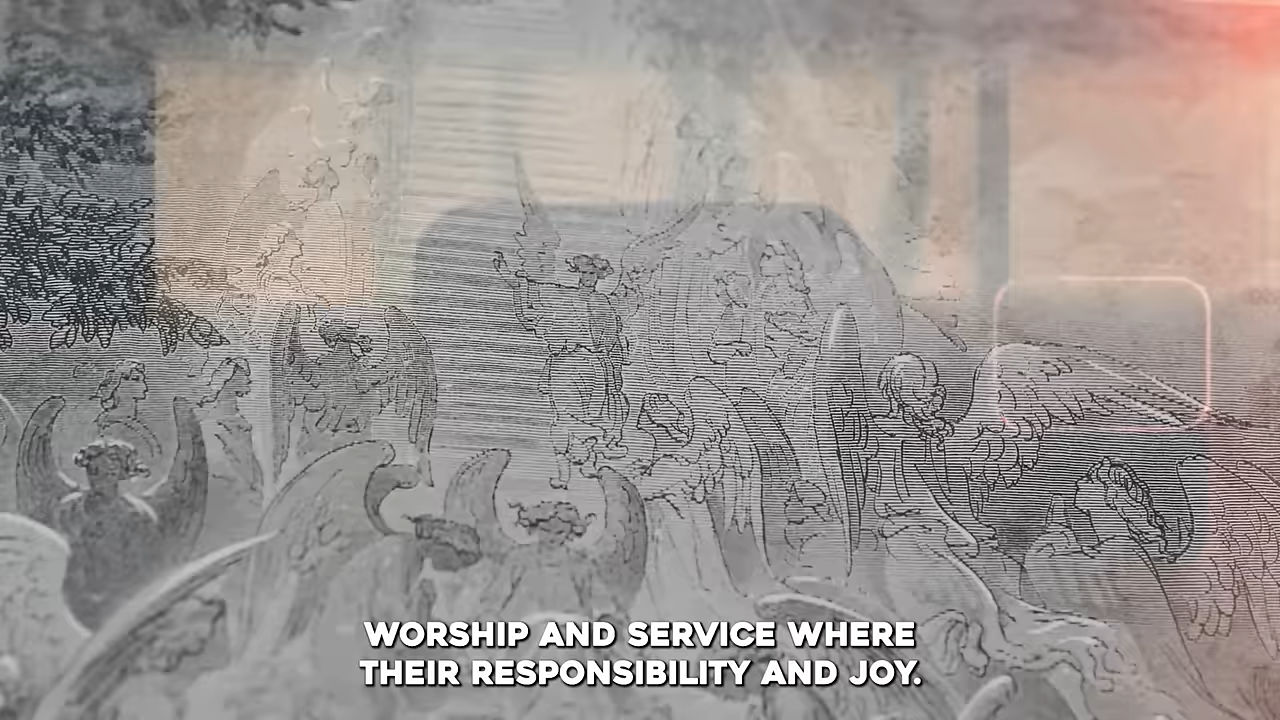 WORSHIP AND SERVICE WHERE
THEIR RESPONSIBILITY AND JOY.